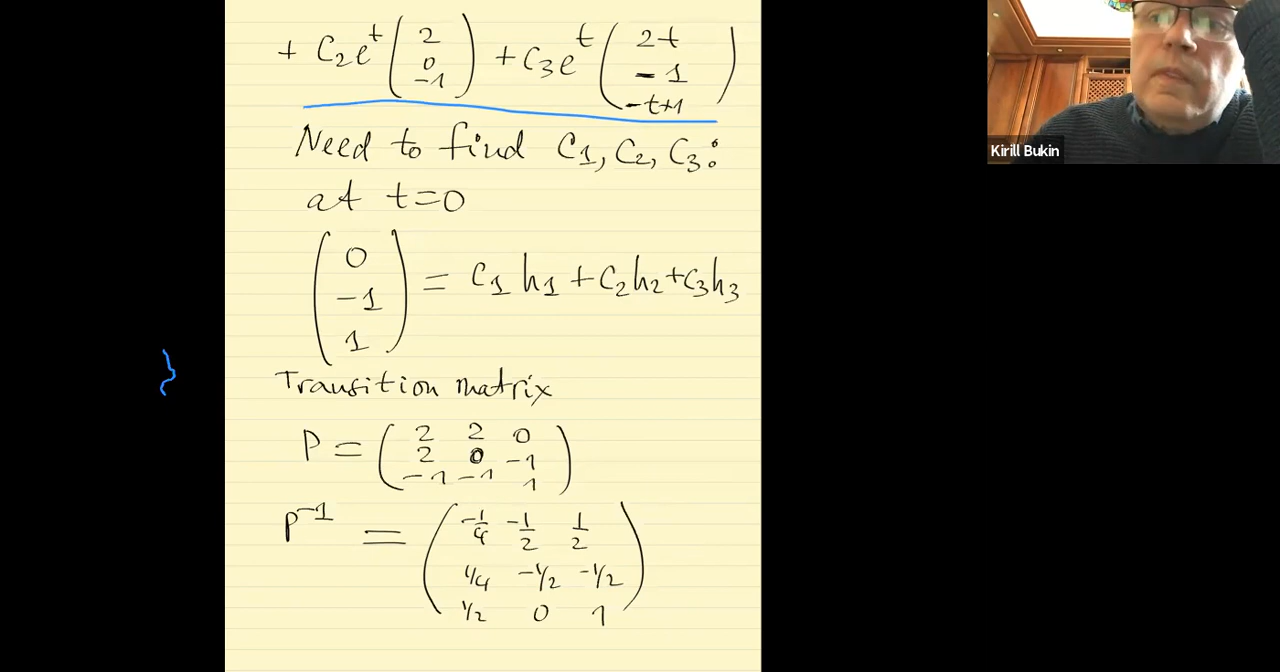 + C2e^t ( 2 0 -1 ) + C3e^t ( 2t -1 -t+1 )
Need to find C1, C2, C3:
at t=0
( 0 -1 1 ) = C1 h1 + C2h2 + C3h3
Transition matrix
P = ( 2 2 0
2 0 -1
-1 -1 1 )
P^-1 = ( -1/4 -1/2 1/2
1/4 -1/2 -1/2
1/2 0 1 )
Kirill Bukin